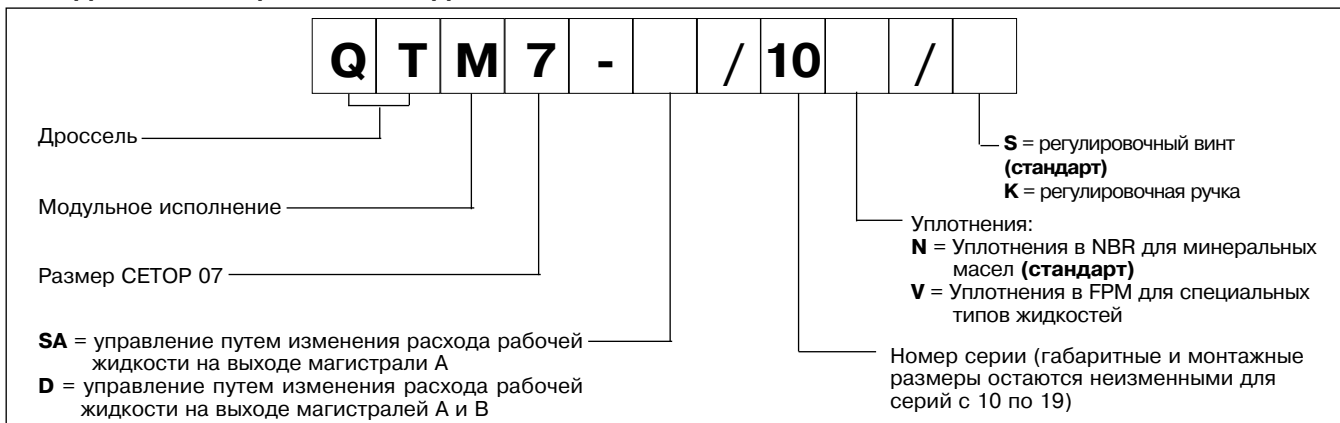 Q T M 7 - / 10 /
Дроссель
Модульное исполнение
Размер CETOP 07
SA = управление путем изменения расхода рабочей
жидкости на выходе магистрали A
D = управление путем изменения расхода рабочей
жидкости на выходе магистралей A и B
S = регулировочный винт
(стандарт)
K = регулировочная ручка
Уплотнения:
N = Уплотнения в NBR для минеральных
масел (стандарт)
V = Уплотнения в FPM для специальных
типов жидкостей
Номер серии (габаритные и монтажные
размеры остаются неизменными для
серий с 10 по 19)